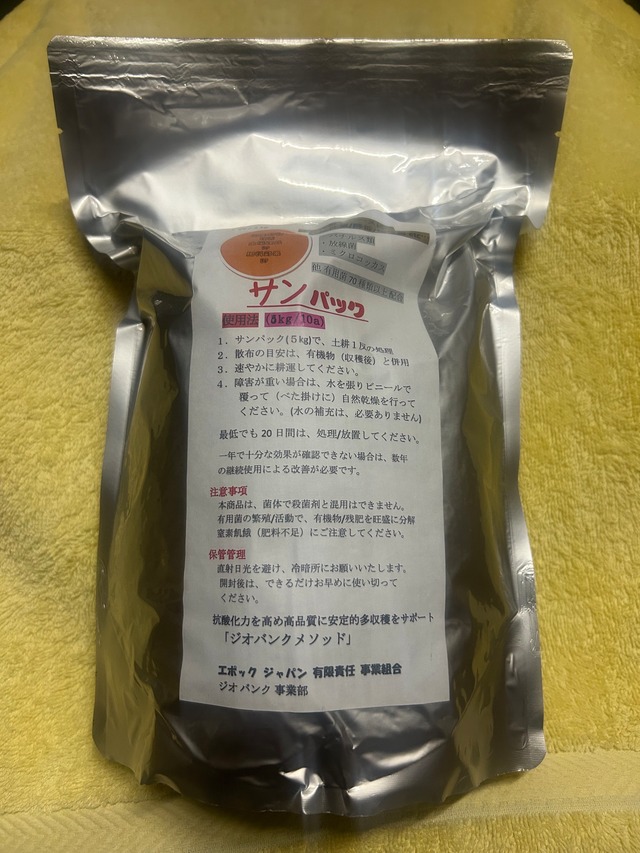 ・放線菌
・ミクロコッカス
他 有用菌70種類以上配合
サンパック
使用法 (5kg/10a)
1. サンパック(5kg)で、土耕1反の処理
2. 散布の目安は、有機物（収穫後）と併用
3. 速やかに耕運してください。
4. 障害が重い場合は、水を張りビニールで
覆って（べた掛けに）自然乾燥を行って
ください。(水の補充は、必要ありません)
最低でも20日間は、処理/放置してください。
一年で十分な効果が確認できない場合は、数年
の継続使用による改善が必要です。
注意事項
本商品は、菌体で殺菌剤と混用はできません。
有用菌の繁殖/活動で、有機物/残肥を旺盛に分解
窒素飢餓（肥料不足）にご注意してください。
保管管理
直射日光を避け、冷暗所にお願いいたします。
開封後は、できるだけお早めに使い切って
ください。
抗酸化力を高め高品質に安定的多収穫をサポート
「ジオバンクメソッド」
エポック ジャパン 有限責任 事業組合
ジオバンク 事業部